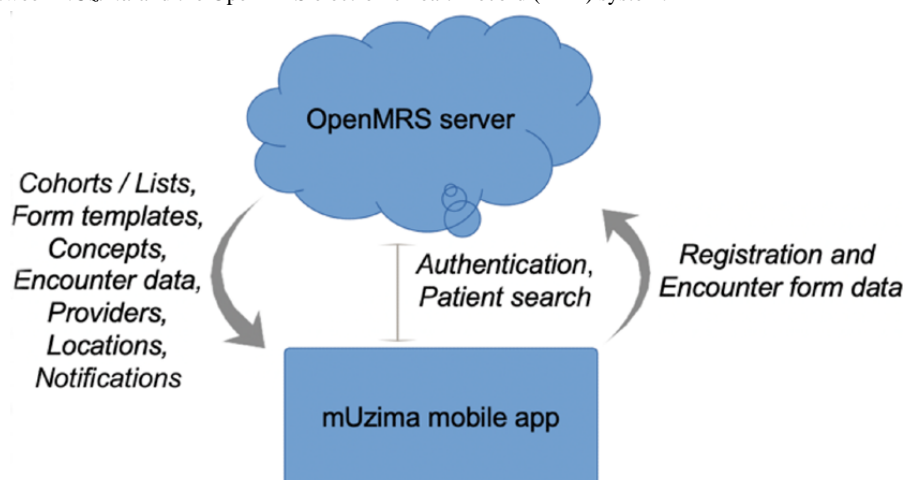 OpenMRS server
Cohorts / Lists,
Form templates,
Concepts,
Encounter data,
Providers,
Locations,
Notifications
Authentication,
Patient search
Registration and
Encounter form data
mUzima mobile app